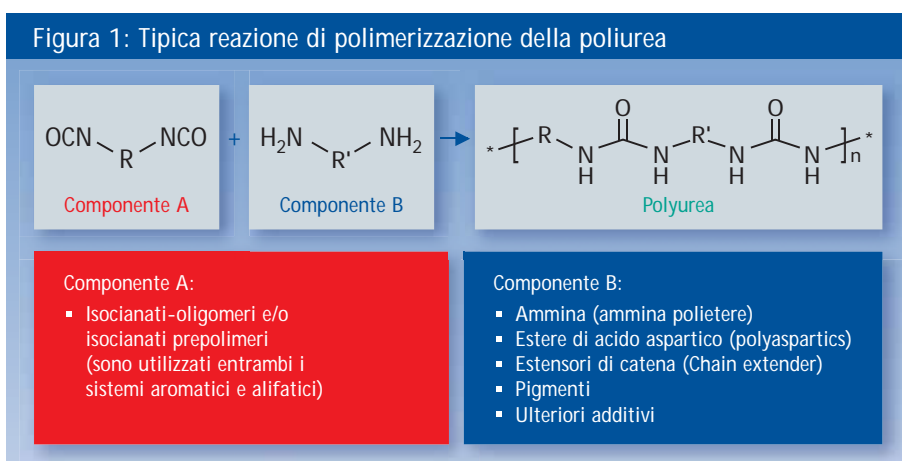 Figura 1: Tipica reazione di polimerizzazione della poliurea
OCN R NCO + H₂N R' NH₂ → * [ R N H O N H R' N H O N H ]n *
Componente A
Componente B
Polyurea
Componente A:
▪ Isocianati-oligomeri e/o
isocianati prepolimeri
(sono utilizzati entrambi i
sistemi aromatici e alifatici)
Componente B:
▪ Ammina (ammina polietere)
▪ Estere di acido aspartico (polyaspartics)
▪ Estensori di catena (Chain extender)
▪ Pigmenti
▪ Ulteriori additivi